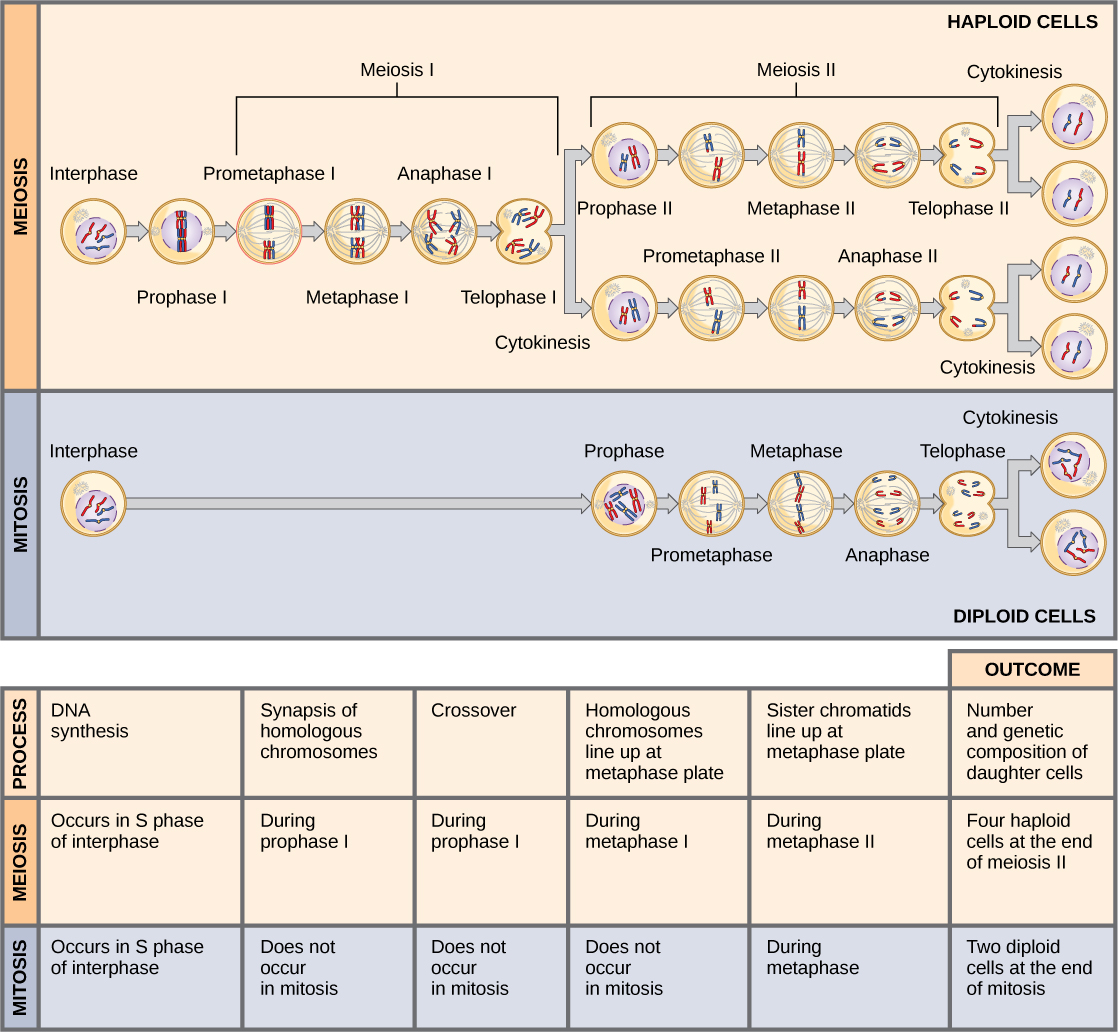 HAPLOID CELLS
MEIOSIS
Meiosis I
Meiosis II
Cytokinesis
Interphase
Prometaphase I
Anaphase I
Prophase II
Metaphase II
Telophase II
Prometaphase II
Anaphase II
Prophase I
Metaphase I
Telophase I
Cytokinesis
Cytokinesis
MITOSIS
Cytokinesis
Interphase
Prophase
Metaphase
Telophase
Prometaphase
Anaphase
DIPLOID CELLS
OUTCOME
PROCESS
DNA
synthesis
Synapsis of
homologous
chromosomes
Crossover
Homologous
chromosomes
line up at
metaphase plate
Sister chromatids
line up at
metaphase plate
Number
and genetic
composition of
daughter cells
MEIOSIS
Occurs in S phase
of interphase
During
prophase I
During
prophase I
During
metaphase I
During
metaphase II
Four haploid
cells at the end
of meiosis II
MITOSIS
Occurs in S phase
of interphase
Does not
occur
in mitosis
Does not
occur
in mitosis
Does not
occur
in mitosis
During
metaphase
Two diploid
cells at the end
of mitosis